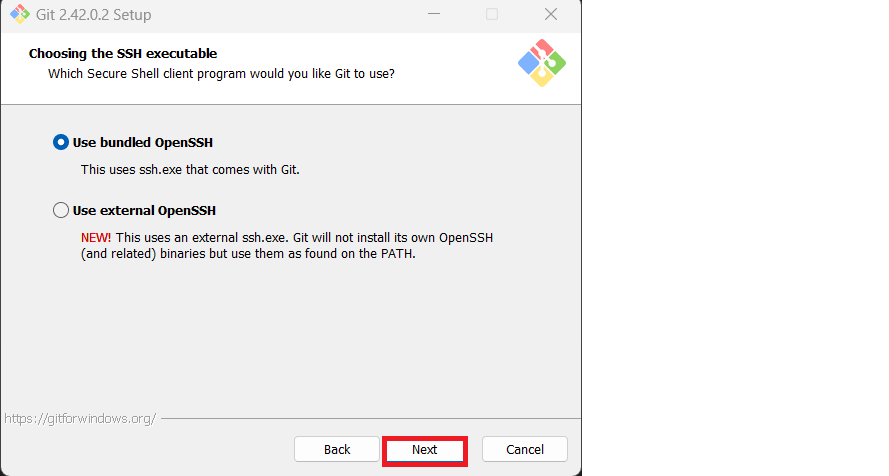 Git 2.42.0.2 Setup
Choosing the SSH executable
Which Secure Shell client program would you like Git to use?
Use bundled OpenSSH
This uses ssh.exe that comes with Git.
Use external OpenSSH
NEW! This uses an external ssh.exe. Git will not install its own OpenSSH
(and related) binaries but use them as found on the PATH.
https://gitforwindows.org/
Back Next Cancel